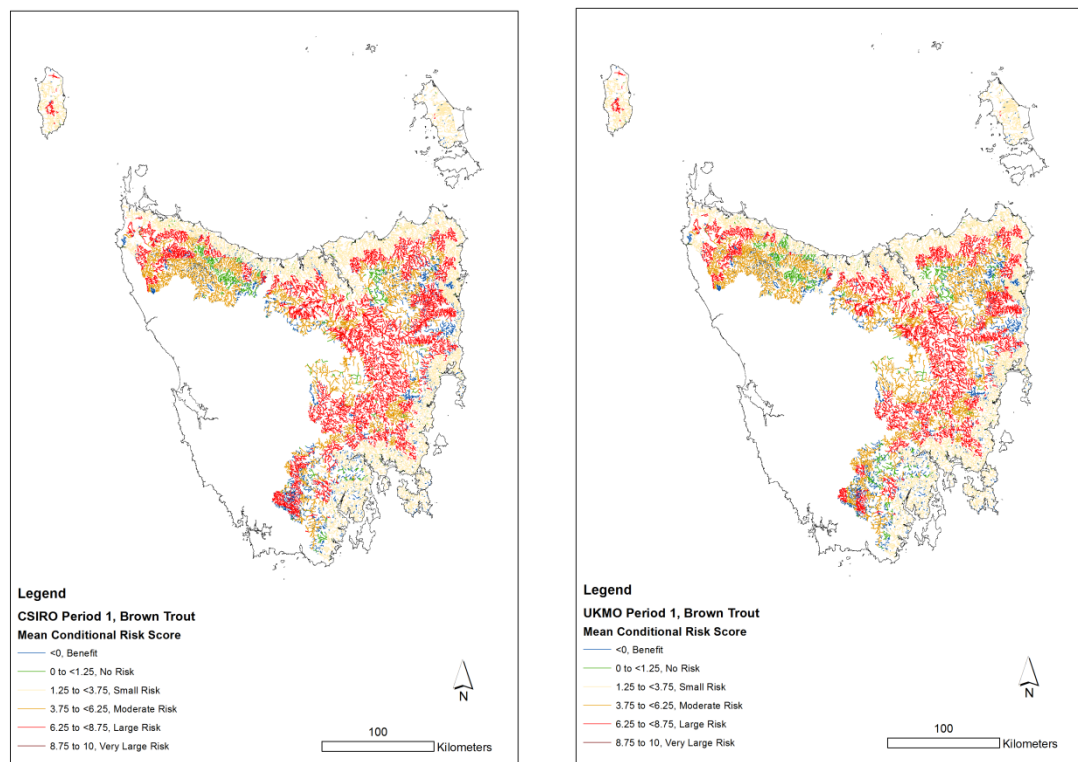 Legend
CSIRO Period 1, Brown Trout
Mean Conditional Risk Score
<0, Benefit
0 to <1.25, No Risk
1.25 to <3.75, Small Risk
3.75 to <6.25, Moderate Risk
6.25 to <8.75, Large Risk
8.75 to 10, Very Large Risk
N
100
Kilometers
Legend
UKMO Period 1, Brown Trout
Mean Conditional Risk Score
<0, Benefit
0 to <1.25, No Risk
1.25 to <3.75, Small Risk
3.75 to <6.25, Moderate Risk
6.25 to <8.75, Large Risk
8.75 to 10, Very Large Risk
N
100
Kilometers